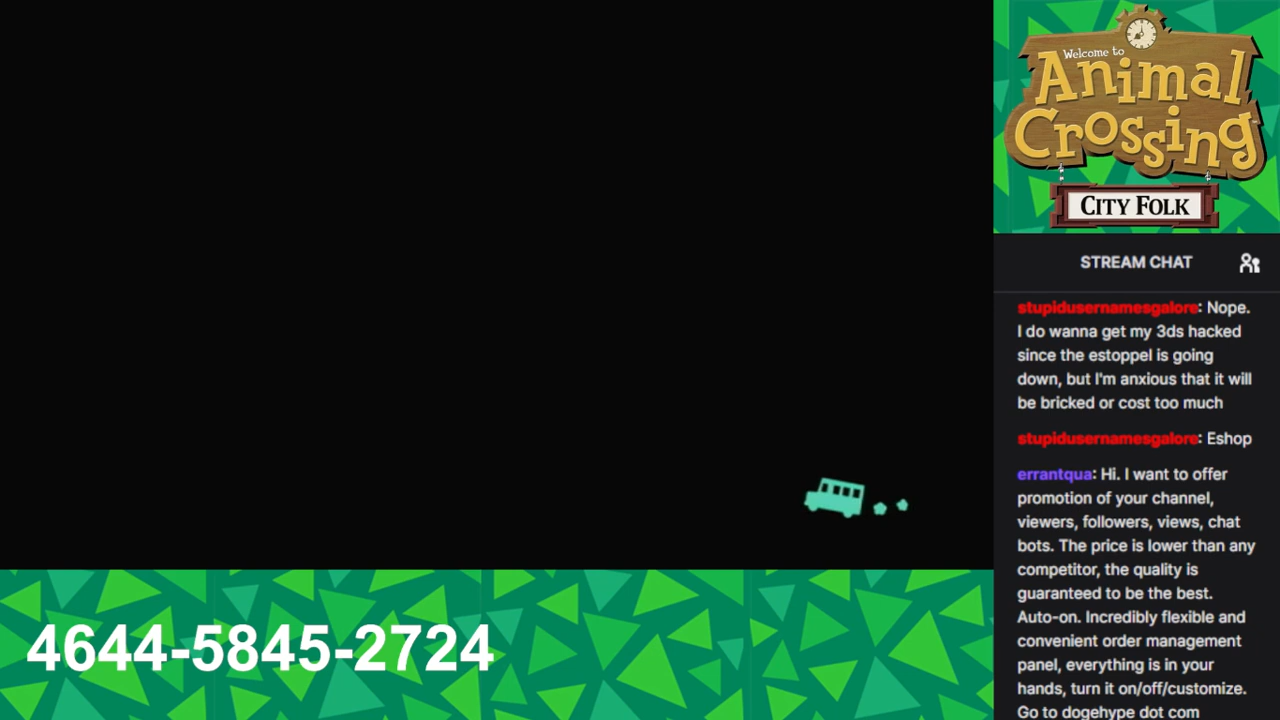 Welcome to
Animal
Crossing
CITY FOLK
STREAM CHAT
stupidusernamesgalore: Nope.
I do wanna get my 3ds hacked
since the estoppel is going
down, but I'm anxious that it will
be bricked or cost too much
stupidusernamesgalore: Eshop
errantqua: Hi. I want to offer
promotion of your channel,
viewers, followers, views, chat
bots. The price is lower than any
competitor, the quality is
guaranteed to be the best.
Auto-on. Incredibly flexible and
convenient order management
panel, everything is in your
hands, turn it on/off/customize.
Go to dogehype dot com
4644-5845-2724